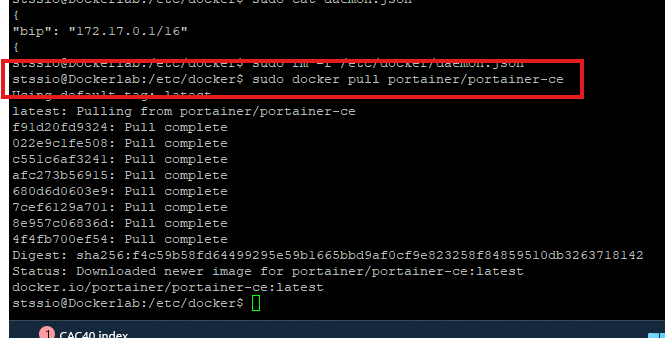 stssio@Dockerlab:/etc/docker$ sudo cat daemon.json
{
"bip": "172.17.0.1/16"
{
stssio@Dockerlab:/etc/docker$ sudo rm -r /etc/docker/daemon.json
stssio@Dockerlab:/etc/docker$ sudo docker pull portainer/portainer-ce
Using default tag: latest
latest: Pulling from portainer/portainer-ce
f91d20fd9324: Pull complete
022e9c1fe508: Pull complete
c551c6af3241: Pull complete
afc273b56915: Pull complete
680d6d0603e9: Pull complete
7cef6129a701: Pull complete
8e957c06836d: Pull complete
4f4fb700ef54: Pull complete
Digest: sha256:f4c59b58fd64499295e59b1665bbd9af0cf9e823258f84859510db3263718142
Status: Downloaded newer image for portainer/portainer-ce:latest
docker.io/portainer/portainer-ce:latest
stssio@Dockerlab:/etc/docker$
1 CAC40 index